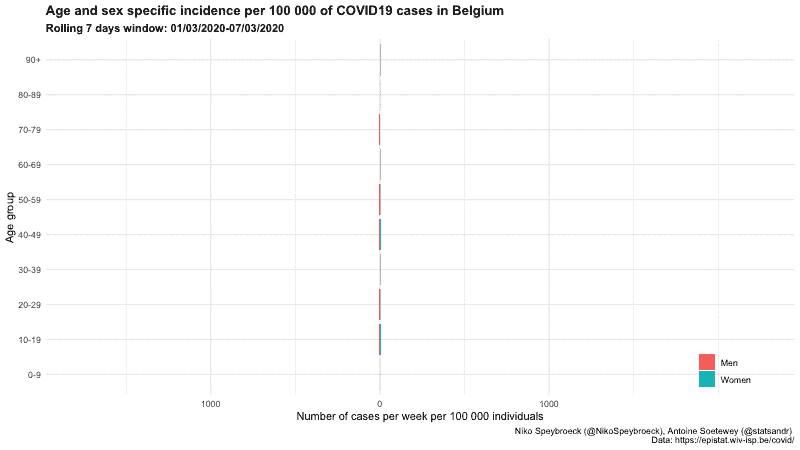 Age and sex specific incidence per 100 000 of COVID19 cases in Belgium
Rolling 7 days window: 01/03/2020-07/03/2020
Age group
90+
80-89
70-79
60-69
50-59
40-49
30-39
20-29
10-19
0-9
Men
Women
1000
0
1000
Number of cases per week per 100 000 individuals
Niko Speybroeck (@NikoSpeybroeck), Antoine Soetewey (@statsandr)
Data: https://epistat.wiv-isp.be/covid/